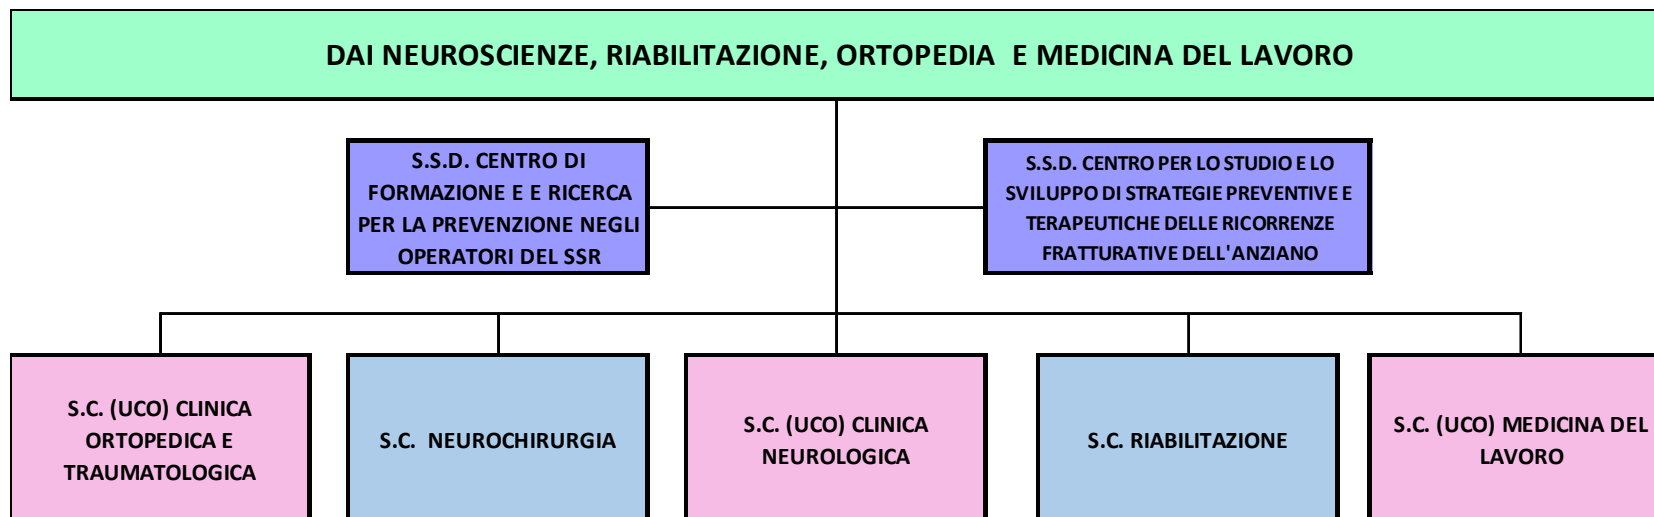 DAI NEUROSCIENZE, RIABILITAZIONE, ORTOPEDIA E MEDICINA DEL LAVORO
S.S.D. CENTRO DI
FORMAZIONE E E RICERCA
PER LA PREVENZIONE NEGLI
OPERATORI DEL SSR
S.S.D. CENTRO PER LO STUDIO E LO
SVILUPPO DI STRATEGIE PREVENTIVE E
TERAPEUTICHE DELLE RICORRENZE
FRATTURATIVE DELL'ANZIANO
S.C. (UCO) CLINICA
ORTOPEDICA E
TRAUMATOLOGICA
S.C. NEUROCHIRURGIA
S.C. (UCO) CLINICA
NEUROLOGICA
S.C. RIABILITAZIONE
S.C. (UCO) MEDICINA DEL
LAVORO